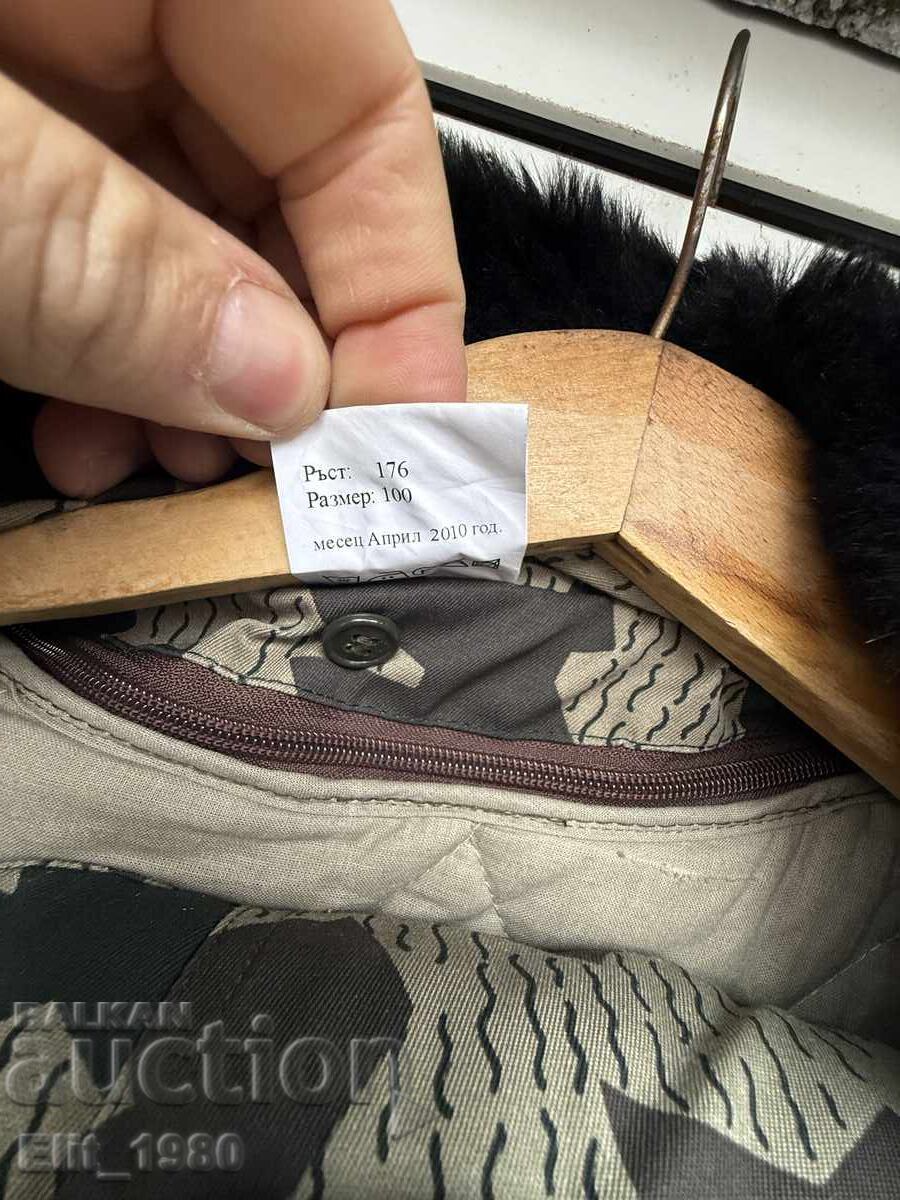 Ръст: 176
Размер: 100
месец Април 2010 год.
BALKAN
auction
Elit_1980